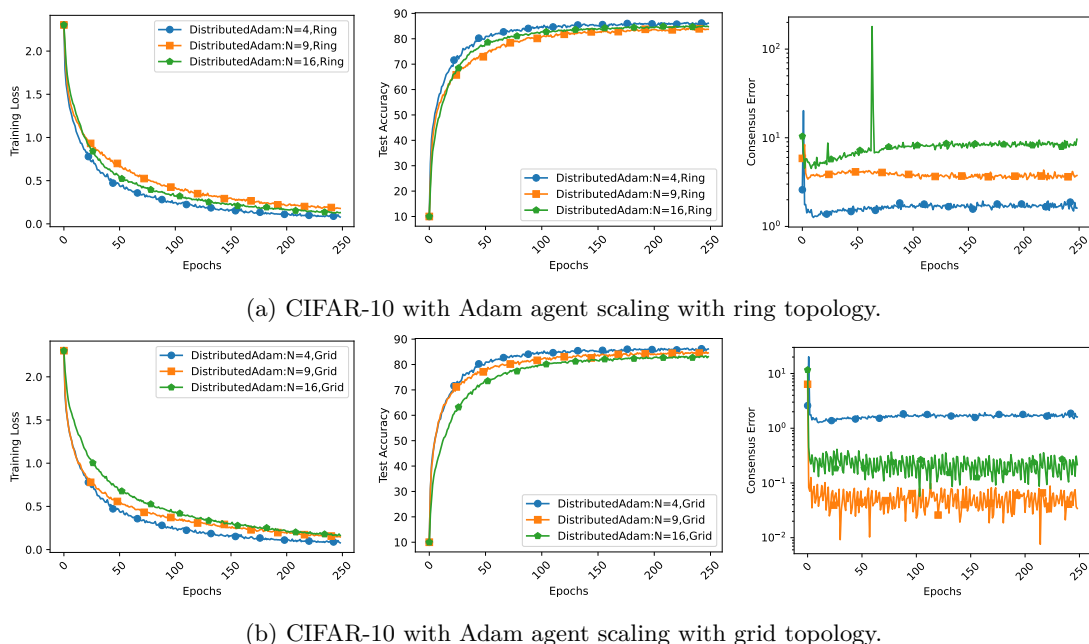 Training Loss
2.0
1.5
1.0
0.5
0.0
0
50
100
150
200
250
Epochs
DistributedAdam:N=4,Ring
DistributedAdam:N=9,Ring
DistributedAdam:N=16,Ring
Test Accuracy
90
80
70
60
50
40
30
20
10
0
50
100
150
200
250
Epochs
DistributedAdam:N=4,Ring
DistributedAdam:N=9,Ring
DistributedAdam:N=16,Ring
Consensus Error
10²
10¹
10⁰
0
50
100
150
200
250
Epochs
(a) CIFAR-10 with Adam agent scaling with ring topology.
Training Loss
2.0
1.5
1.0
0.5
0.0
0
50
100
150
200
250
Epochs
DistributedAdam:N=4,Grid
DistributedAdam:N=9,Grid
DistributedAdam:N=16,Grid
Test Accuracy
90
80
70
60
50
40
30
20
10
0
50
100
150
200
250
Epochs
DistributedAdam:N=4,Grid
DistributedAdam:N=9,Grid
DistributedAdam:N=16,Grid
Consensus Error
10¹
10⁰
10⁻¹
10⁻²
0
50
100
150
200
250
Epochs
(b) CIFAR-10 with Adam agent scaling with grid topology.